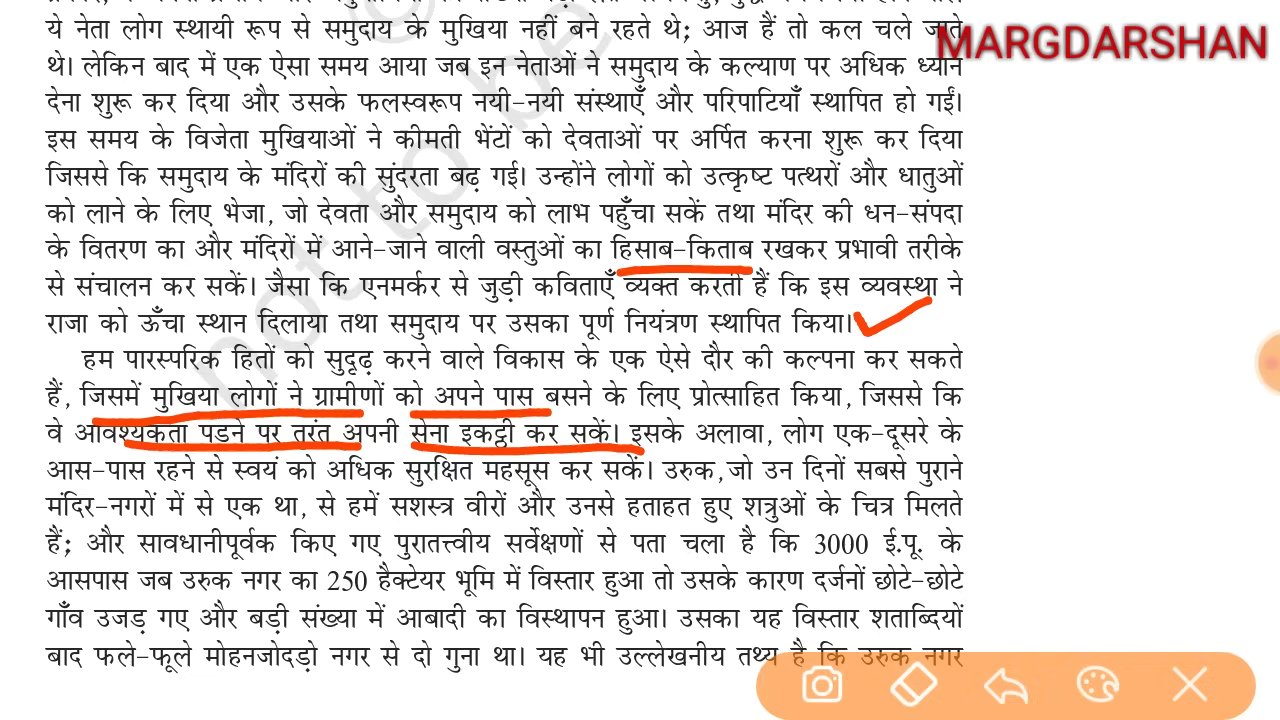 ये नेता लोग स्थायी रूप से समुदाय के मुखिया नहीं बने रहते थे; आज हैं तो कल चले जाते
MARGDARSHAN
थे। लेकिन बाद में एक ऐसा समय आया जब इन नेताओं ने समुदाय के कल्याण पर अधिक ध्यान
देना शुरू कर दिया और उसके फलस्वरूप नयी-नयी संस्थाएँ और परिपाटियाँ स्थापित हो गईं।
इस समय के विजेता मुखियाओं ने कीमती भेंटों को देवताओं पर अर्पित करना शुरू कर दिया
जिससे कि समुदाय के मंदिरों की सुंदरता बढ़ गई। उन्होंने लोगों को उत्कृष्ट पत्थरों और धातुओं
को लाने के लिए भेजा, जो देवता और समुदाय को लाभ पहुँचा सकें तथा मंदिर की धन-संपदा
के वितरण का और मंदिरों में आने-जाने वाली वस्तुओं का हिसाब-किताब रखकर प्रभावी तरीके
से संचालन कर सकें। जैसा कि एनमर्कर से जुड़ी कविताएँ व्यक्त करती हैं कि इस व्यवस्था ने
राजा को ऊँचा स्थान दिलाया तथा समुदाय पर उसका पूर्ण नियंत्रण स्थापित किया।
हम पारस्परिक हितों को सुदृढ़ करने वाले विकास के एक ऐसे दौर की कल्पना कर सकते
हैं, जिसमें मुखिया लोगों ने ग्रामीणों को अपने पास बसने के लिए प्रोत्साहित किया, जिससे कि
वे आवश्यकता पडने पर तुरंत अपनी सेना इकट्ठी कर सकें। इसके अलावा, लोग एक-दूसरे के
आस-पास रहने से स्वयं को अधिक सुरक्षित महसूस कर सकें। उरुक, जो उन दिनों सबसे पुराने
मंदिर-नगरों में से एक था, से हमें सशस्त्र वीरों और उनसे हताहत हुए शत्रुओं के चित्र मिलते
हैं; और सावधानीपूर्वक किए गए पुरातत्त्वीय सर्वेक्षणों से पता चला है कि 3000 ई.पू. के
आसपास जब उरुक नगर का 250 हैक्टेयर भूमि में विस्तार हुआ तो उसके कारण दर्जनों छोटे-छोटे
गाँव उजड़ गए और बड़ी संख्या में आबादी का विस्थापन हुआ। उसका यह विस्तार शताब्दियों
बाद फले-फूले मोहनजोदड़ो नगर से दो गुना था। यह भी उल्लेखनीय तथ्य है कि उरुक नगर
not to be